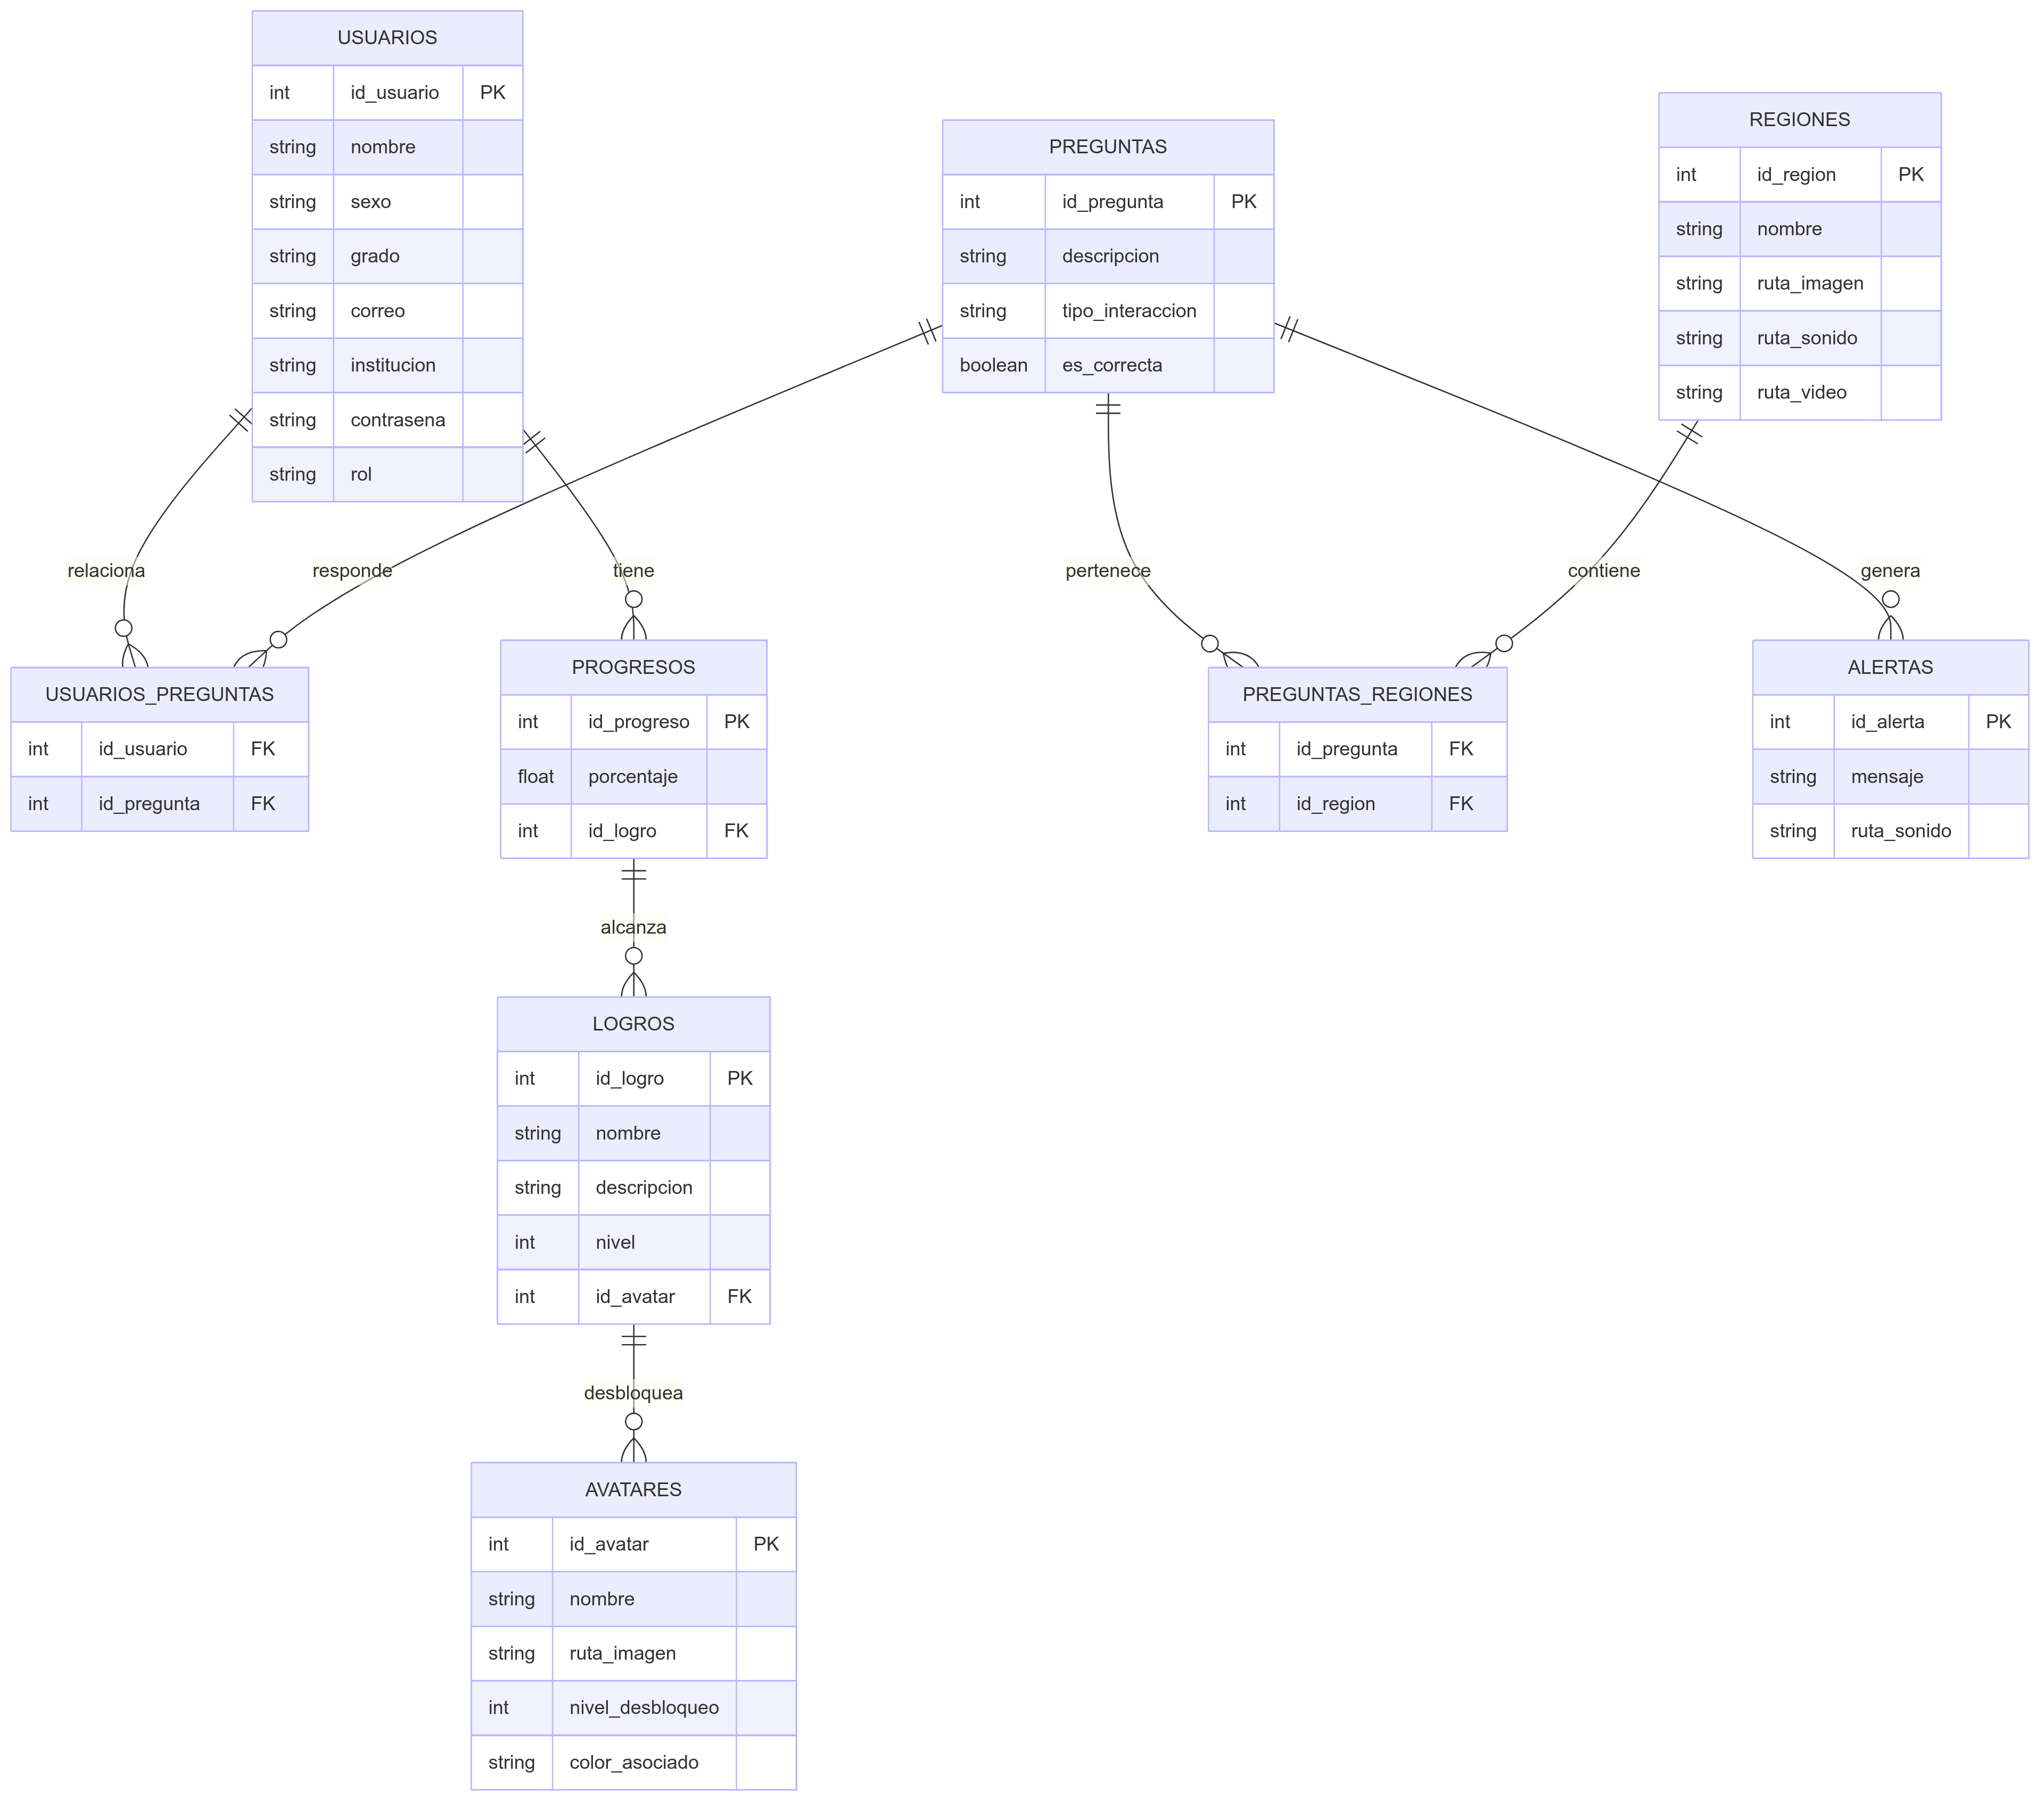 USUARIOS
int id_usuario PK
string nombre
string sexo
string grado
string correo
string institucion
string contrasena
string rol
PREGUNTAS
int id_pregunta PK
string descripcion
string tipo_interaccion
boolean es_correcta
REGIONES
int id_region PK
string nombre
string ruta_imagen
string ruta_sonido
string ruta_video
relaciona
responde
tiene
pertenece
contiene
genera
USUARIOS_PREGUNTAS
int id_usuario FK
int id_pregunta FK
PROGRESOS
int id_progreso PK
float porcentaje
int id_logro FK
PREGUNTAS_REGIONES
int id_pregunta FK
int id_region FK
ALERTAS
int id_alerta PK
string mensaje
string ruta_sonido
alcanza
LOGROS
int id_logro PK
string nombre
string descripcion
int nivel
int id_avatar FK
desbloquea
AVATARES
int id_avatar PK
string nombre
string ruta_imagen
int nivel_desbloqueo
string color_asociado